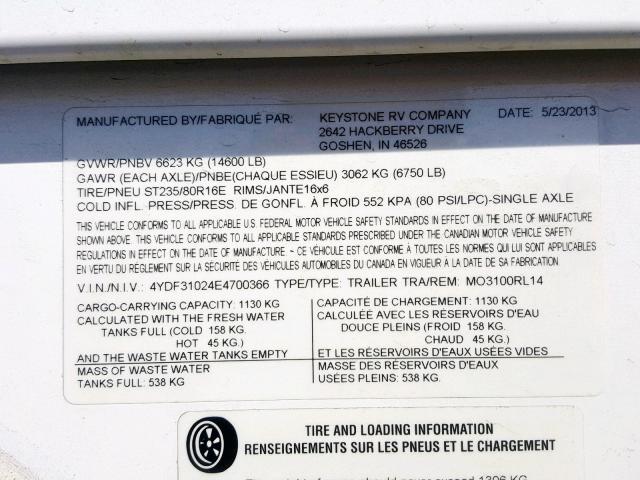 MANUFACTURED BY/FABRIQUÉ PAR: KEYSTONE RV COMPANY DATE: 5/23/2013
2642 HACKBERRY DRIVE
GOSHEN, IN 46526
GVWR/PNBV 6623 KG (14600 LB)
GAWR (EACH AXLE)/PNBE(CHAQUE ESSIEU) 3062 KG (6750 LB)
TIRE/PNEU ST235/80R16E RIMS/JANTE16x6
COLD INFL. PRESS./PRESS. DE GONFL. À FROID 552 KPA (80 PSI/LPC)-SINGLE AXLE
THIS VEHICLE CONFORMS TO ALL APPLICABLE U.S. FEDERAL MOTOR VEHICLE SAFETY STANDARDS IN EFFECT ON THE DATE OF MANUFACTURE
SHOWN ABOVE. THIS VEHICLE CONFORMS TO ALL APPLICABLE STANDARDS PRESCRIBED UNDER THE CANADIAN MOTOR VEHICLE SAFETY
REGULATIONS IN EFFECT ON THE DATE OF MANUFACTURE ~ CE VÉHICULE EST CONFORME À TOUTES LES NORMES QUI LUI SONT APPLICABLES
EN VERTU DU RÉGLEMENT SUR LA SÉCURITÉ DES VÉHICULES AUTOMOBILES DU CANADA EN VIGUEUR À LA DATE DE SA FABRICATION
V.I.N./N.I.V.: 4YDF31024E4700366 TYPE/TYPE: TRAILER TRA/REM: MO3100RL14
CARGO-CARRYING CAPACITY: 1130 KG
CALCULATED WITH THE FRESH WATER
TANKS FULL (COLD 158 KG.
HOT 45 KG.)
AND THE WASTE WATER TANKS EMPTY
MASS OF WASTE WATER
TANKS FULL: 538 KG
CAPACITÉ DE CHARGEMENT: 1130 KG
CALCULÉE AVEC LES RÉSERVOIRS D'EAU
DOUCE PLEINS (FROID 158 KG.
CHAUD 45 KG.)
ET LES RÉSERVOIRS D'EAUX USÉES VIDES
MASSE DES RÉSERVOIRS D'EAUX
USÉES PLEINS: 538 KG.
TIRE AND LOADING INFORMATION
RENSEIGNEMENTS SUR LES PNEUS ET LE CHARGEMENT
should never exceed 1306 KG